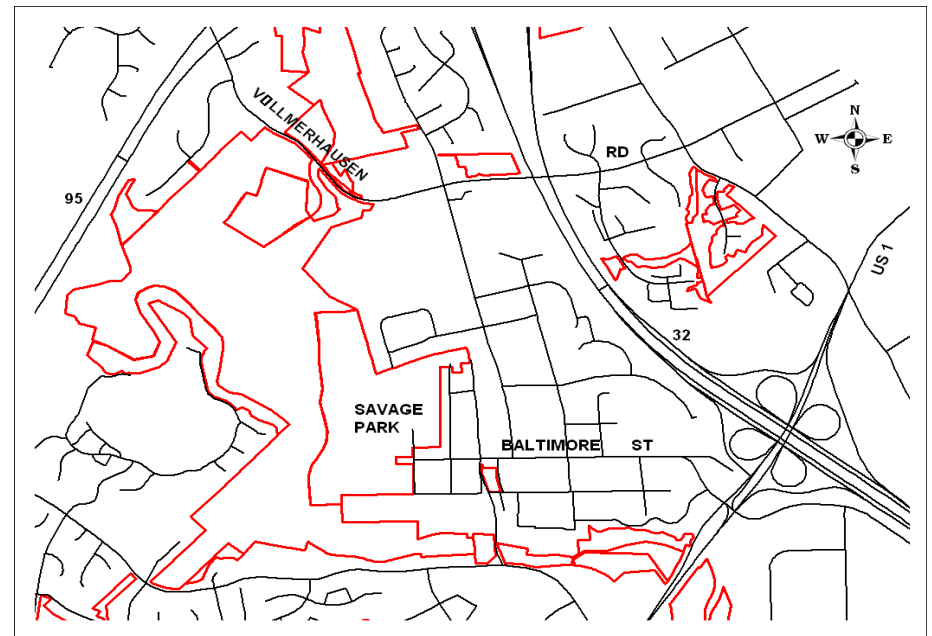 VOLLMERHAUSEN
RD
N
W E
S
95
US 1
32
SAVAGE
PARK
BALTIMORE ST